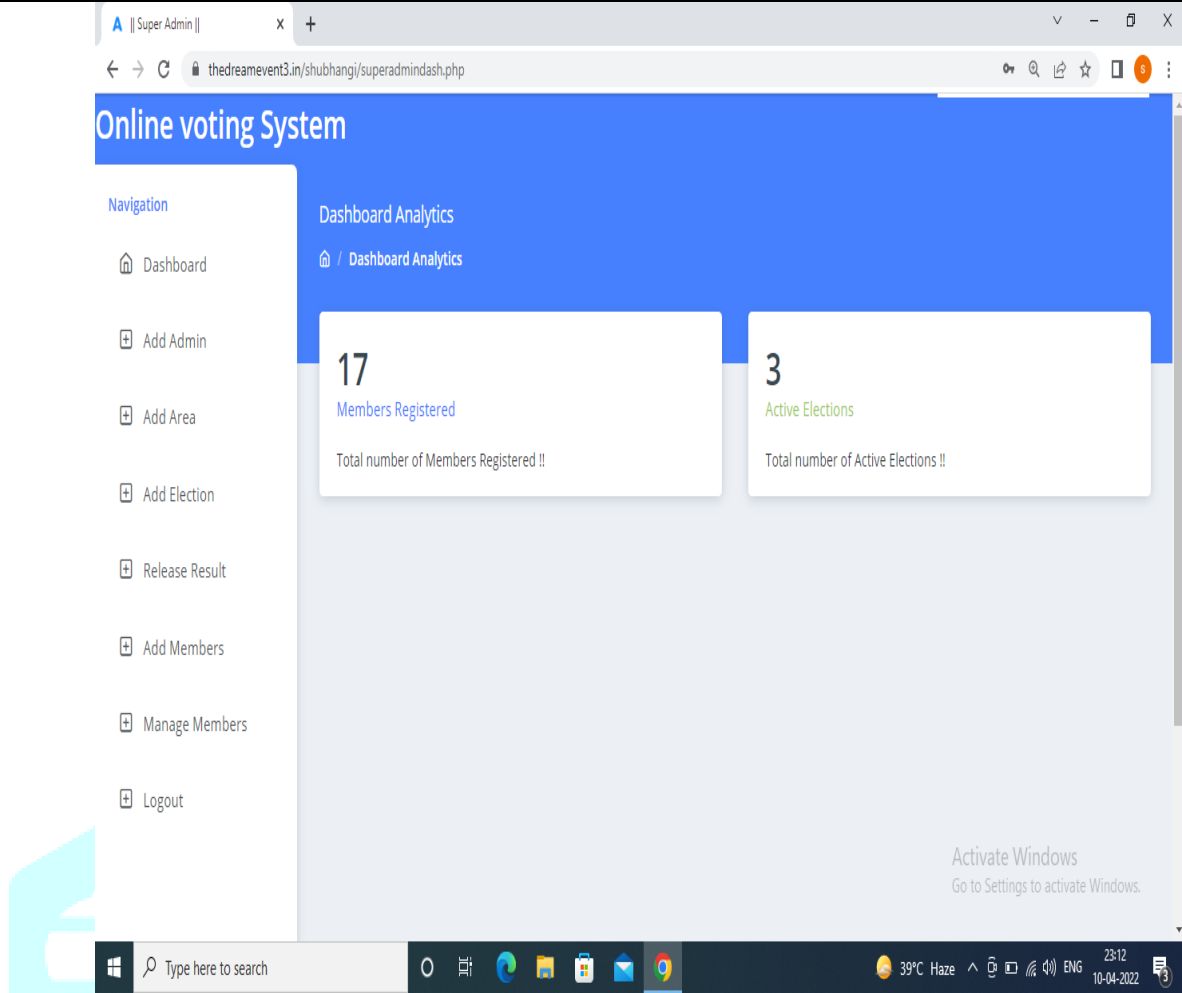 || Super Admin ||
thedreamevent3.in/shubhangi/superadmindash.php
S
Online voting System
Navigation
Dashboard
Add Admin
Add Area
Add Election
Release Result
Add Members
Manage Members
Logout
Dashboard Analytics
/ Dashboard Analytics
17
Members Registered
Total number of Members Registered !!
3
Active Elections
Total number of Active Elections !!
Activate Windows
Go to Settings to activate Windows.
Type here to search
39°C Haze
ENG
23:12
10-04-2022
3